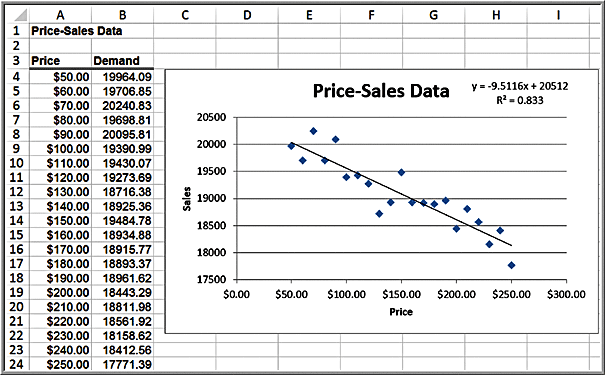 A B C D E F G H I
1 Price-Sales Data
2
3 Price Demand
4 $50.00 19964.09
5 $60.00 19706.85
6 $70.00 20240.83
7 $80.00 19698.81
8 $90.00 20095.81
9 $100.00 19390.99
10 $110.00 19430.07
11 $120.00 19273.69
12 $130.00 18716.38
13 $140.00 18925.36
14 $150.00 19484.78
15 $160.00 18934.88
16 $170.00 18915.77
17 $180.00 18893.37
18 $190.00 18961.62
19 $200.00 18443.29
20 $210.00 18811.98
21 $220.00 18561.92
22 $230.00 18158.62
23 $240.00 18412.56
24 $250.00 17771.39
Price-Sales Data
y = -9.5116x + 20512
R² = 0.833
20500
20000
19500
19000
18500
18000
17500
Sales
$0.00 $50.00 $100.00 $150.00 $200.00 $250.00 $300.00
Price